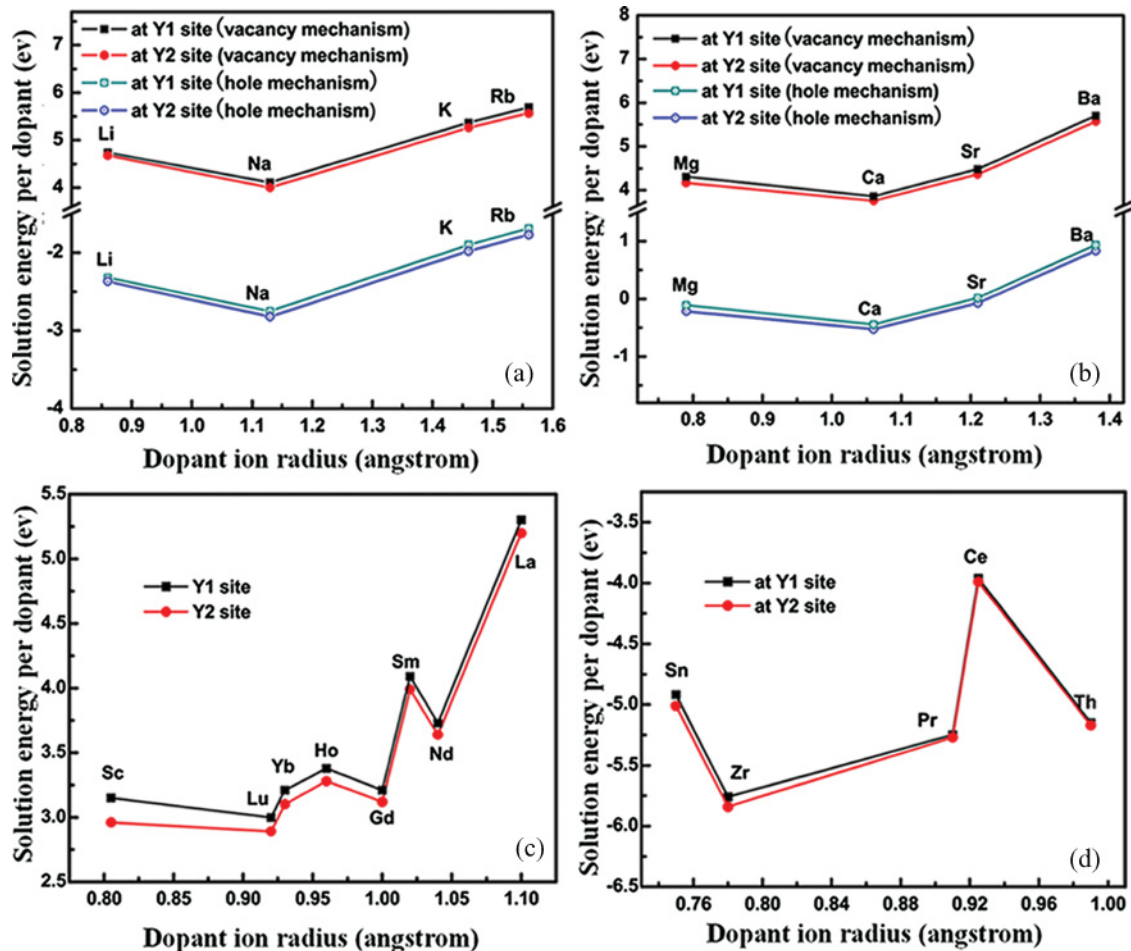 Solution energy per dopant (ev)
7
6
5
4
-2
-3
-4
at Y1 site (vacancy mechanism)
at Y2 site (vacancy mechanism)
at Y1 site (hole mechanism)
at Y2 site (hole mechanism)
Li
Na
K
Rb
Li
Na
K
Rb
(a)
0.8 0.9 1.0 1.1 1.2 1.3 1.4 1.5 1.6
Dopant ion radius (angstrom)
Solution energy per dopant (ev)
8
7
6
5
4
1
0
-1
at Y1 site (vacancy mechanism)
at Y2 site (vacancy mechanism)
at Y1 site (hole mechanism)
at Y2 site (hole mechanism)
Mg
Ca
Sr
Ba
Mg
Ca
Sr
Ba
(b)
0.8 0.9 1.0 1.1 1.2 1.3 1.4
Dopant ion radius (angstrom)
Solution energy per dopant (ev)
5.5
5.0
4.5
4.0
3.5
3.0
2.5
Y1 site
Y2 site
Sc
Lu
Yb
Ho
Gd
Sm
Nd
La
(c)
0.80 0.85 0.90 0.95 1.00 1.05 1.10
Dopant ion radius (angstrom)
Solution energy per dopant (ev)
-3.5
-4.0
-4.5
-5.0
-5.5
-6.0
-6.5
at Y1 site
at Y2 site
Sn
Zr
Pr
Ce
Th
(d)
0.76 0.80 0.84 0.88 0.92 0.96 1.00
Dopant ion radius (angstrom)